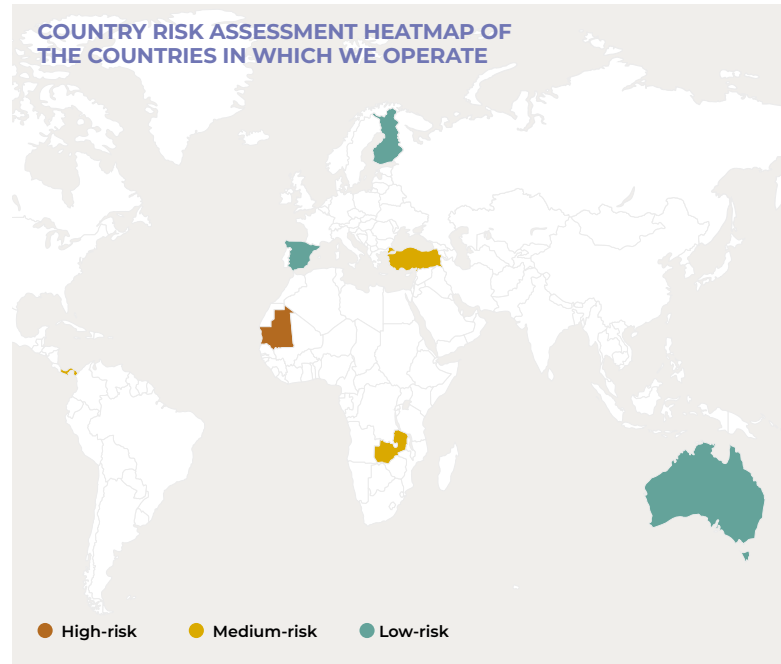 COUNTRY RISK ASSESSMENT HEATMAP OF
THE COUNTRIES IN WHICH WE OPERATE
High-risk
Medium-risk
Low-risk